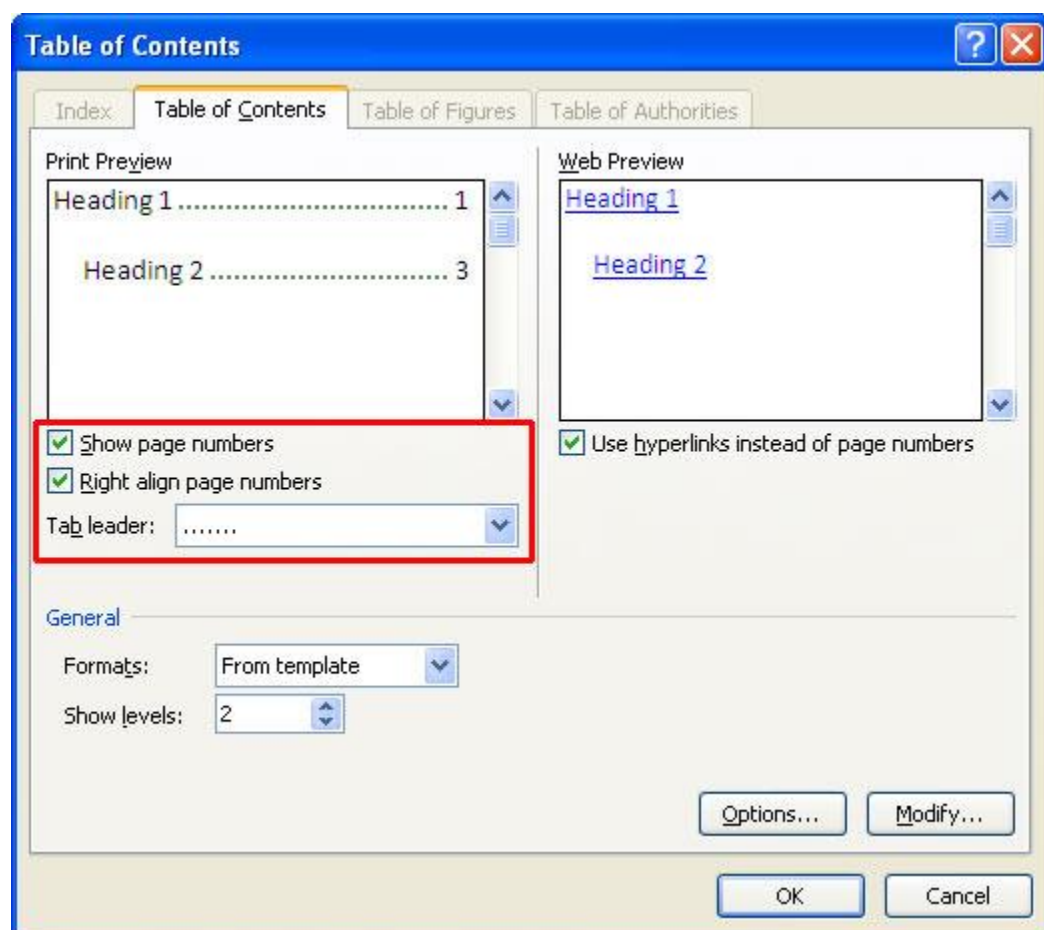 Table of Contents
Index Table of Contents Table of Figures Table of Authorities
Print Preview
Heading 1 .................................. 1
Heading 2 .............................. 3
Web Preview
Heading 1
Heading 2
Show page numbers
Right align page numbers
Tab leader: .......
Use hyperlinks instead of page numbers
General
Formats: From template
Show levels: 2
Options... Modify...
OK Cancel